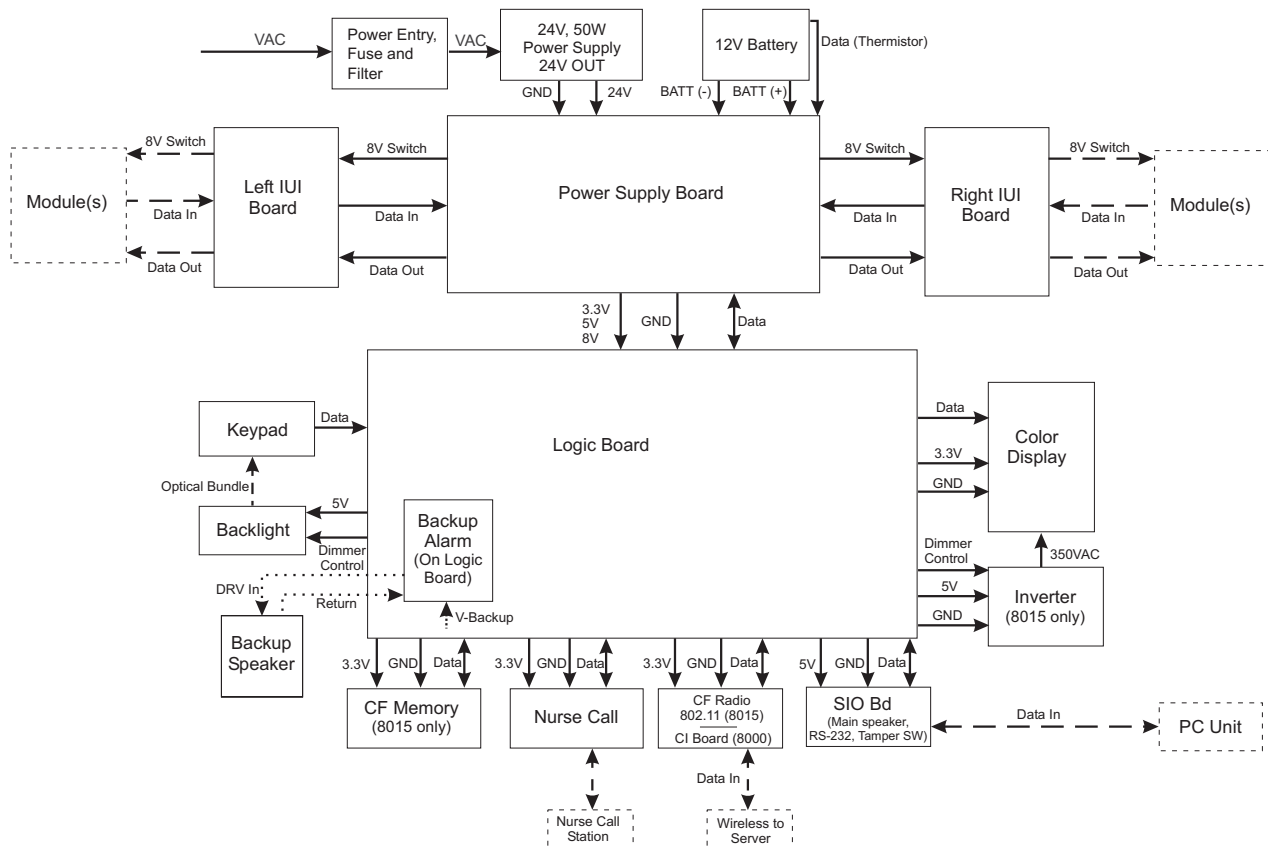 VAC
Power Entry,
Fuse and
Filter
VAC
24V, 50W
Power Supply
24V OUT
12V Battery
Data (Thermistor)
GND
24V
BATT (-)
BATT (+)
Module(s)
8V Switch
Data In
Data Out
Left IUI
Board
8V Switch
Data In
Data Out
Power Supply Board
8V Switch
Data In
Data Out
Right IUI
Board
8V Switch
Data In
Data Out
Module(s)
3.3V
5V
8V
GND
Data
Logic Board
Keypad
Data
Optical Bundle
Backlight
5V
Dimmer
Control
Backup
Alarm
(On Logic
Board)
DRV In
Return
V-Backup
Backup
Speaker
Data
3.3V
GND
Color
Display
350VAC
Dimmer
Control
5V
GND
Inverter
(8015 only)
3.3V
GND
Data
CF Memory
(8015 only)
3.3V
GND
Data
Nurse Call
3.3V
GND
Data
CF Radio
802.11 (8015)
CI Board (8000)
5V
GND
Data
SIO Bd
(Main speaker,
RS-232, Tamper SW)
Data In
PC Unit
Nurse Call
Station
Data In
Wireless to
Server